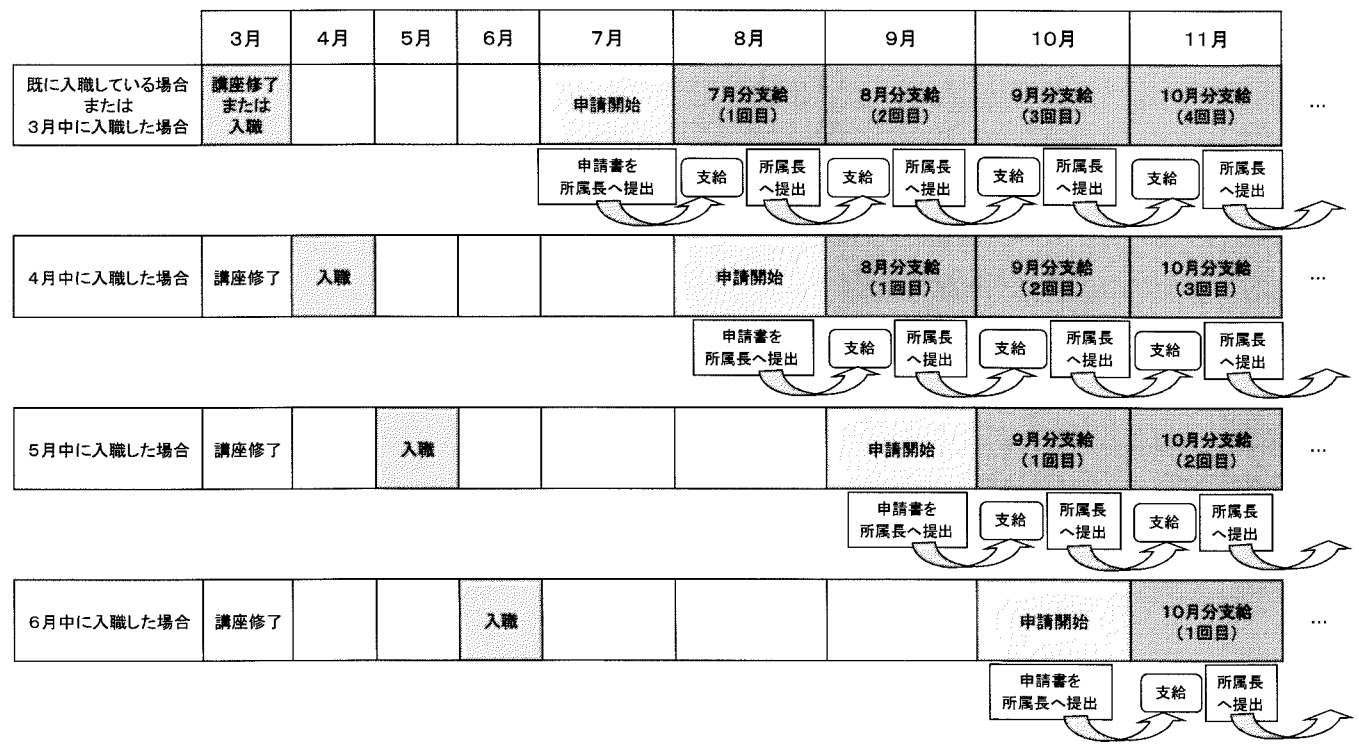 3月 4月 5月 6月 7月 8月 9月 10月 11月
既に入職している場合
または
3月中に入職した場合
講座修了
または
入職
申請開始
7月分支給
(1回目)
8月分支給
(2回目)
9月分支給
(3回目)
10月分支給
(4回目)
…
申請書を
所属長へ提出
支給
所属長
へ提出
支給
所属長
へ提出
支給
所属長
へ提出
支給
所属長
へ提出
4月中に入職した場合
講座修了
入職
申請開始
8月分支給
(1回目)
9月分支給
(2回目)
10月分支給
(3回目)
…
申請書を
所属長へ提出
支給
所属長
へ提出
支給
所属長
へ提出
支給
所属長
へ提出
5月中に入職した場合
講座修了
入職
申請開始
9月分支給
(1回目)
10月分支給
(2回目)
…
申請書を
所属長へ提出
支給
所属長
へ提出
支給
所属長
へ提出
6月中に入職した場合
講座修了
入職
申請開始
10月分支給
(1回目)
…
申請書を
所属長へ提出
支給
所属長
へ提出